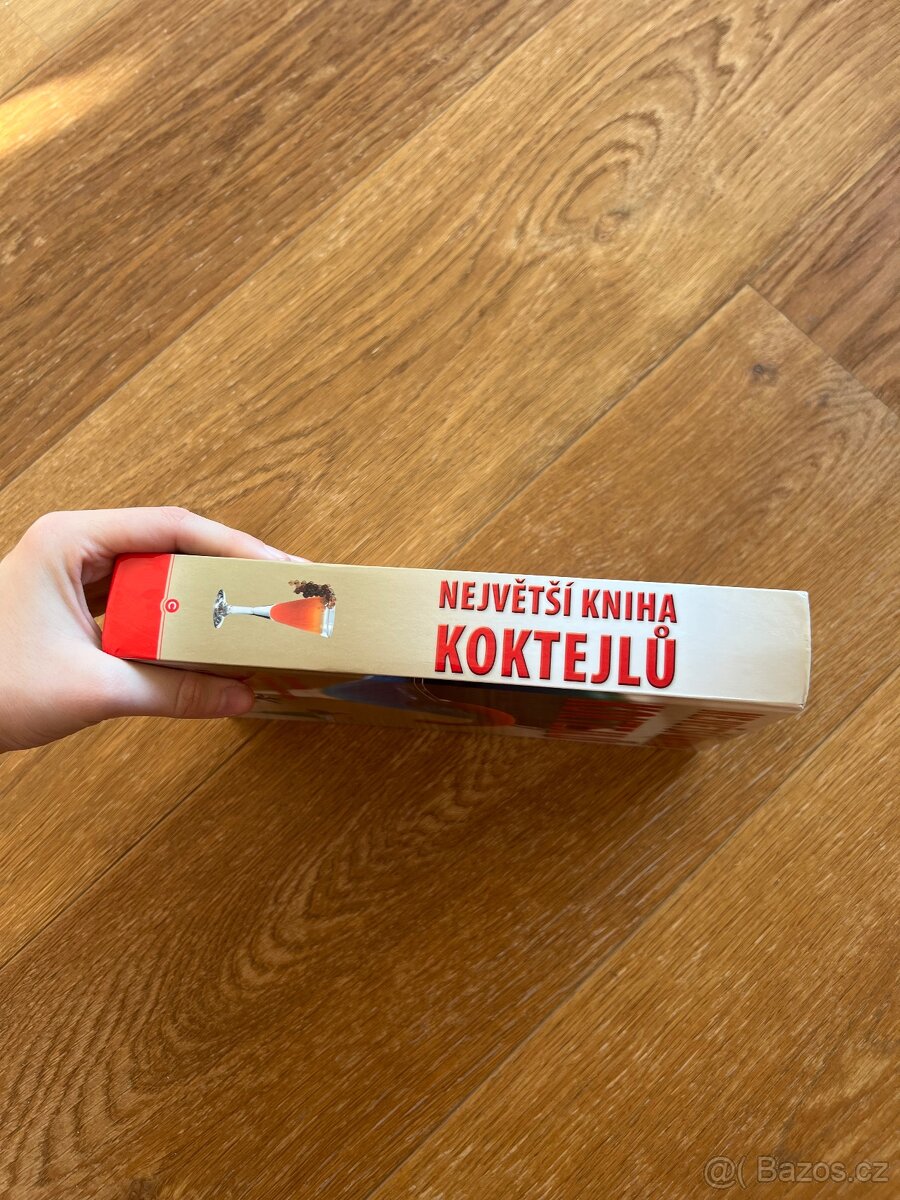 NEJVĚTŠÍ KNIHA
KOKTEJLŮ
G
@( Bazos.cz